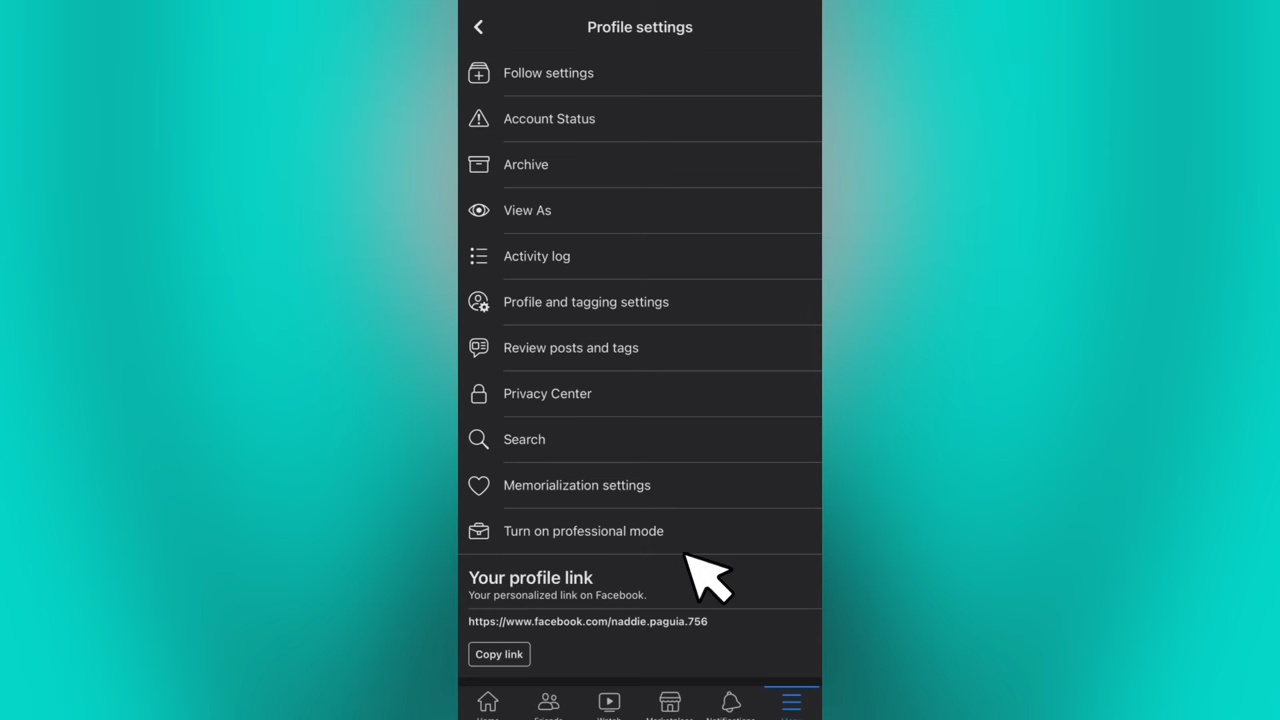 Profile settings
Follow settings
Account Status
Archive
View As
Activity log
Profile and tagging settings
Review posts and tags
Privacy Center
Search
Memorialization settings
Turn on professional mode
Your profile link
Your personalized link on Facebook.
https://www.facebook.com/naddie.paguia.756
Copy link